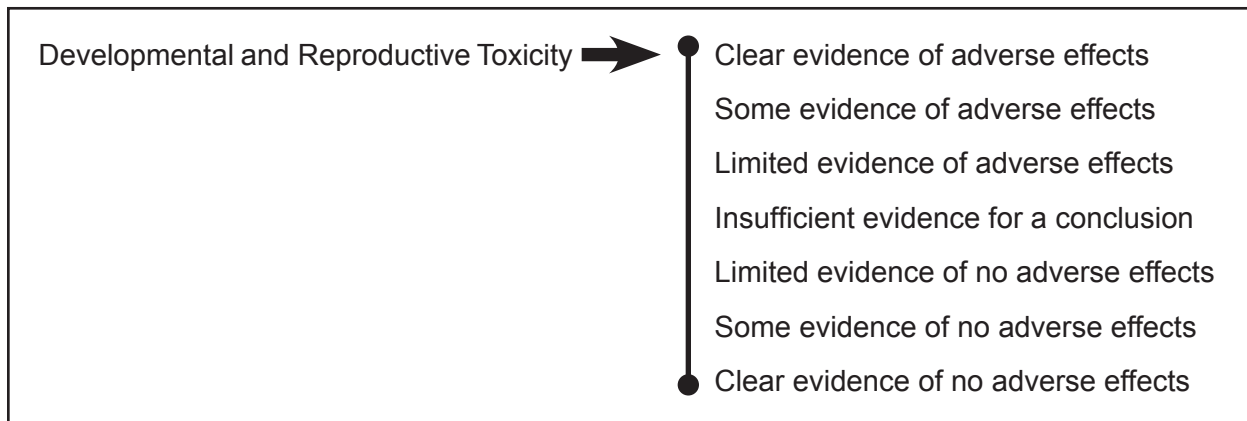 Developmental and Reproductive Toxicity
Clear evidence of adverse effects
Some evidence of adverse effects
Limited evidence of adverse effects
Insufficient evidence for a conclusion
Limited evidence of no adverse effects
Some evidence of no adverse effects
Clear evidence of no adverse effects